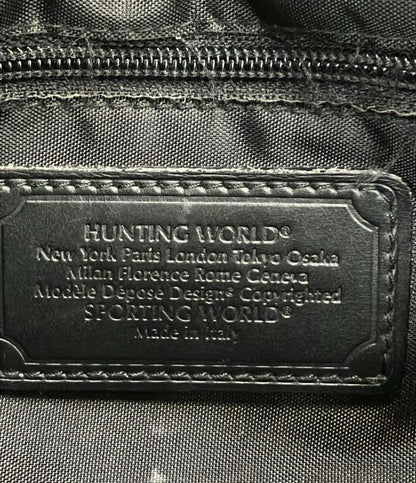 HUNTING WORLD®
New York Paris London Tokyo Osaka
Milan Florence Rome Geneva
Modèle Déposé Design® Copyrighted
SPORTING WORLD®
Made in Italy